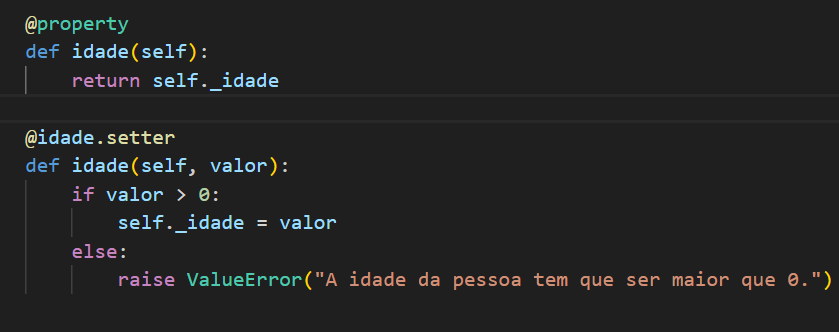 @property
def idade(self):
    return self._idade
@idade.setter
def idade(self, valor):
    if valor > 0:
        self._idade = valor
    else:
        raise ValueError("A idade da pessoa tem que ser maior que 0.")